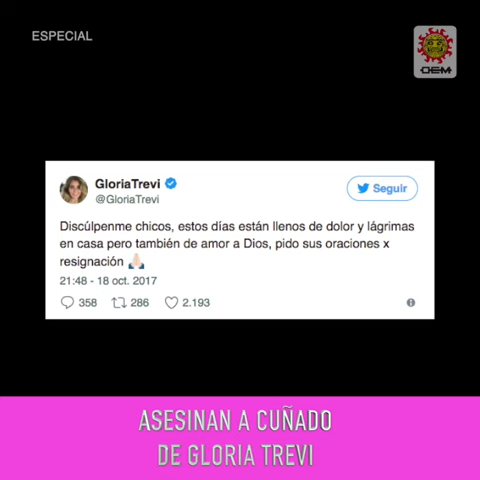 ESPECIAL
OEM
GloriaTrevi
Seguir
@GloriaTrevi
Discúlpenme chicos, estos días están llenos de dolor y lágrimas
en casa pero también de amor a Dios, pido sus oraciones x
resignación 🙏🏻
21:48 - 18 oct. 2017
358 286 2.193
ASESINAN A CUÑADO
DE GLORIA TREVI